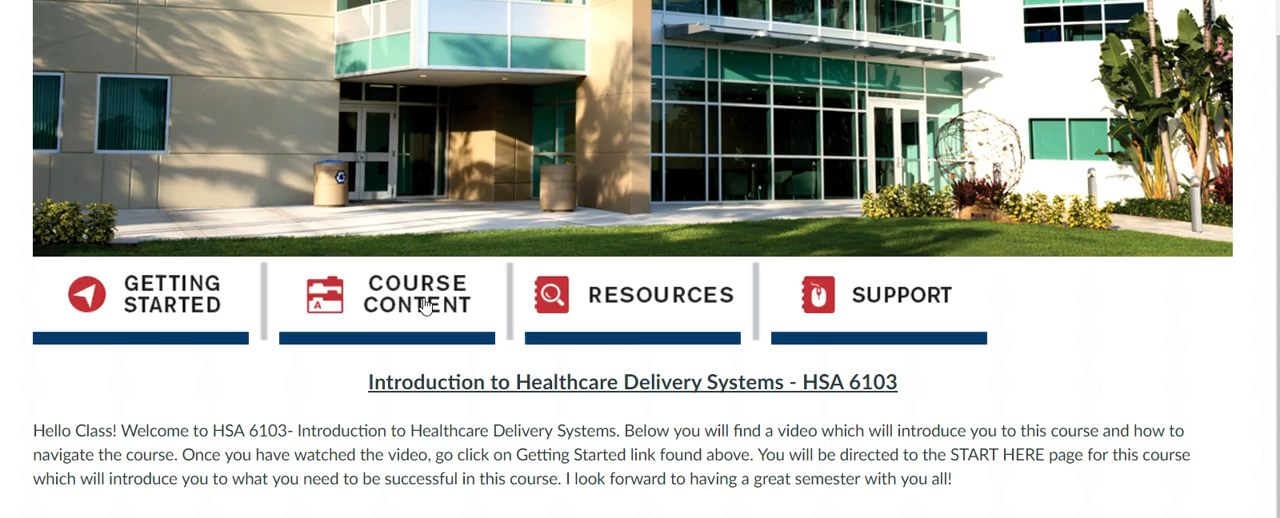 GETTING
STARTED
A
COURSE
CONTENT
RESOURCES
SUPPORT
Introduction to Healthcare Delivery Systems - HSA 6103
Hello Class! Welcome to HSA 6103- Introduction to Healthcare Delivery Systems. Below you will find a video which will introduce you to this course and how to
navigate the course. Once you have watched the video, go click on Getting Started link found above. You will be directed to the START HERE page for this course
which will introduce you to what you need to be successful in this course. I look forward to having a great semester with you all!